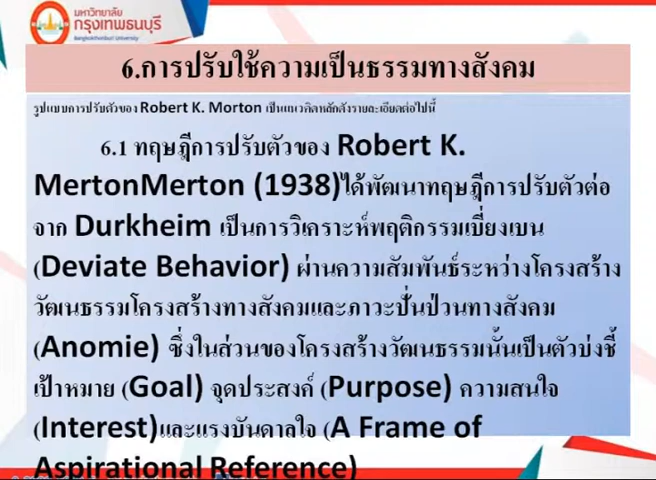 มหาวิทยาลัย
กรุงเทพธนบุรี
Bangkokthonburi University
6.การปรับใช้ความเป็นธรรมทางสังคม
รูปแบบการปรับตัวของ Robert K. Morton เป็นแนวคิดหลักดังรายละเอียดต่อไปนี้
6.1 ทฤษฎีการปรับตัวของ Robert K.
MertonMerton (1938)ได้พัฒนาทฤษฎีการปรับตัวต่อ
จาก Durkheim เป็นการวิเคราะห์พฤติกรรมเบี่ยงเบน
(Deviate Behavior) ผ่านความสัมพันธ์ระหว่างโครงสร้าง
วัฒนธรรมโครงสร้างทางสังคมและภาวะปั่นป่วนทางสังคม
(Anomie) ซึ่งในส่วนของโครงสร้างวัฒนธรรมนั้นเป็นตัวบ่งชี้
เป้าหมาย (Goal) จุดประสงค์ (Purpose) ความสนใจ
(Interest)และแรงบันดาลใจ (A Frame of
Aspirational Reference)